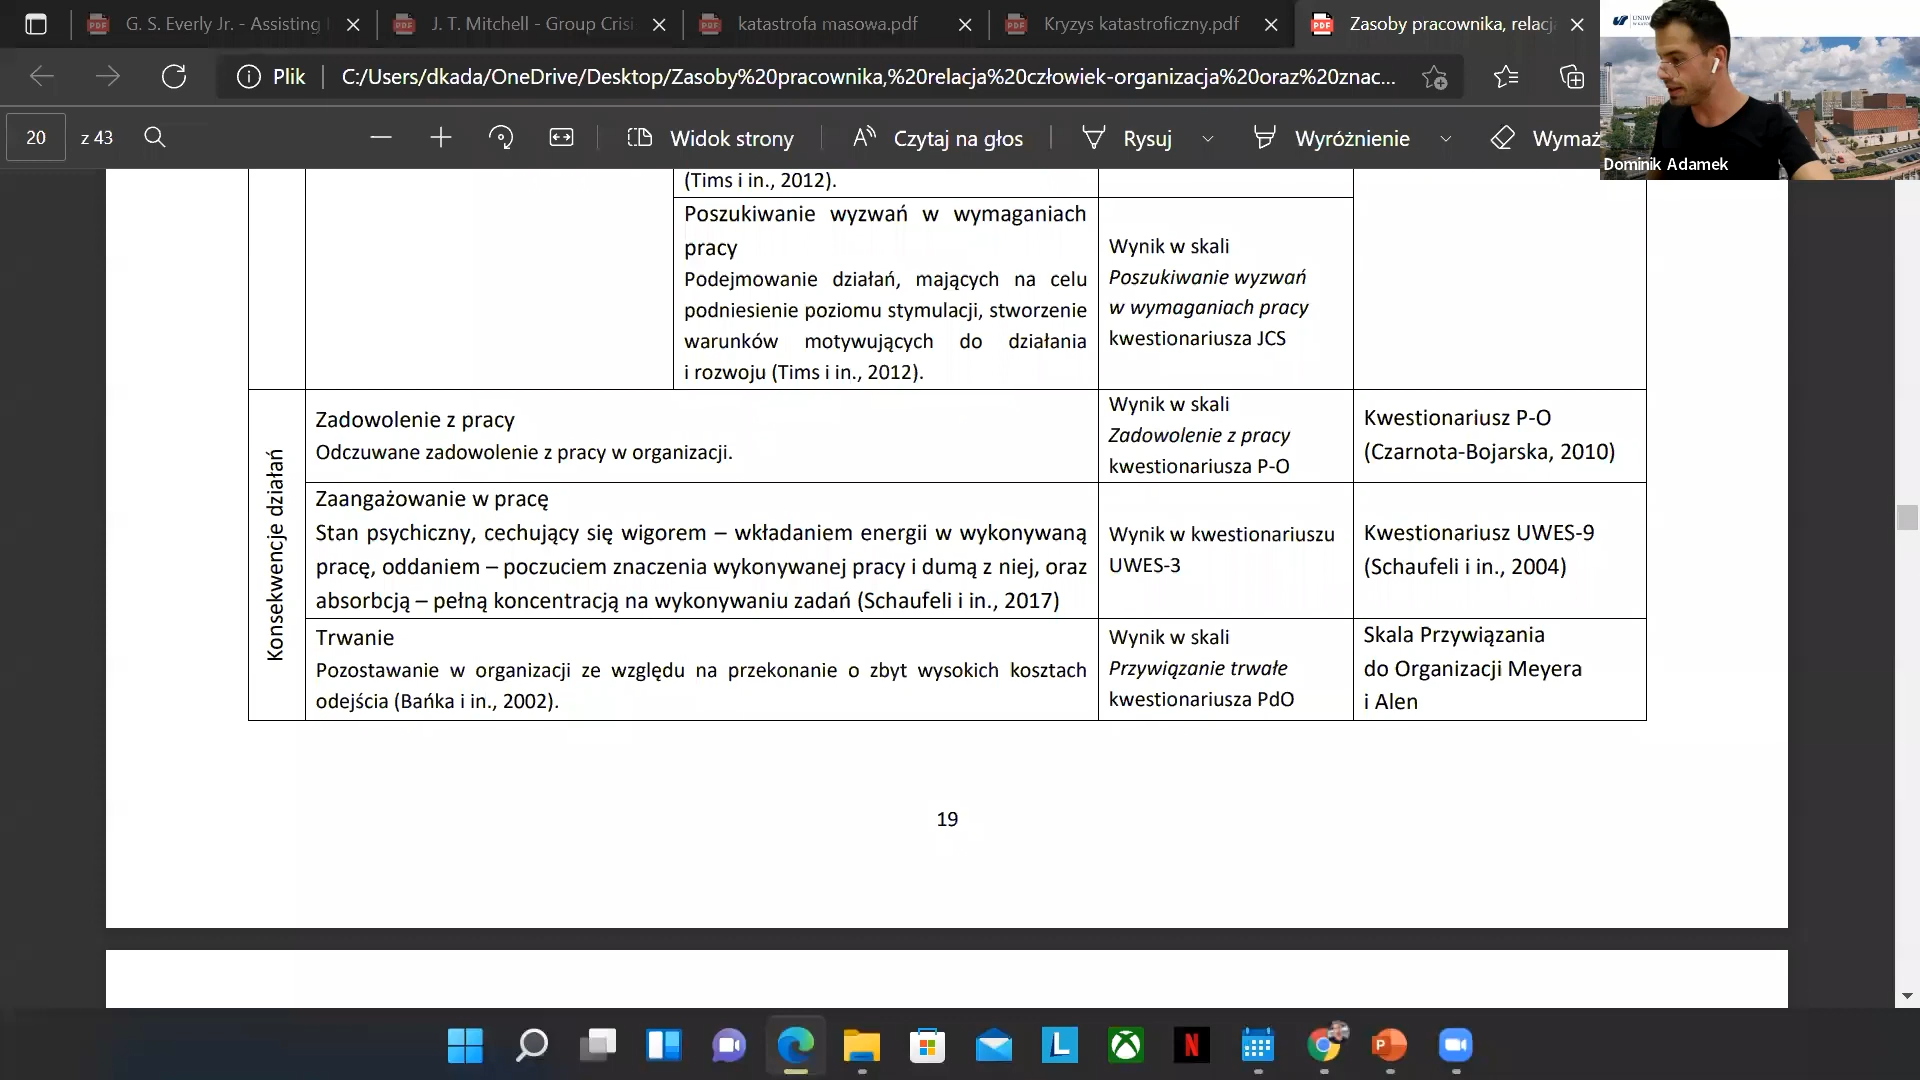 G. S. Everly Jr. - Assisting
J. T. Mitchell - Group Crisi
katastrofa masowa.pdf
Kryzys katastroficzny.pdf
Zasoby pracownika, relacj
Plik
C:/Users/dkada/OneDrive/Desktop/Zasoby%20pracownika,%20relacja%20człowiek-organizacja%20oraz%20znac...
20
z 43
Widok strony
Czytaj na głos
Rysuj
Wyróżnienie
Wymaż
Dominik Adamek
(Tims i in., 2012).
Poszukiwanie wyzwań w wymaganiach
pracy
Podejmowanie działań, mających na celu
podniesienie poziomu stymulacji, stworzenie
warunków motywujących do działania
i rozwoju (Tims i in., 2012).
Wynik w skali
Poszukiwanie wyzwań
w wymaganiach pracy
kwestionariusza JCS
Konsekwencje działań
Zadowolenie z pracy
Odczuwane zadowolenie z pracy w organizacji.
Wynik w skali
Zadowolenie z pracy
kwestionariusza P-O
Kwestionariusz P-O
(Czarnota-Bojarska, 2010)
Zaangażowanie w pracę
Stan psychiczny, cechujący się wigorem – wkładaniem energii w wykonywaną
pracę, oddaniem – poczuciem znaczenia wykonywanej pracy i dumą z niej, oraz
absorbcją – pełną koncentracją na wykonywaniu zadań (Schaufeli i in., 2017)
Wynik w kwestionariuszu
UWES-3
Kwestionariusz UWES-9
(Schaufeli i in., 2004)
Trwanie
Pozostawanie w organizacji ze względu na przekonanie o zbyt wysokich kosztach
odejścia (Bańka i in., 2002).
Wynik w skali
Przywiązanie trwałe
kwestionariusza PdO
Skala Przywiązania
do Organizacji Meyera
i Alen
19